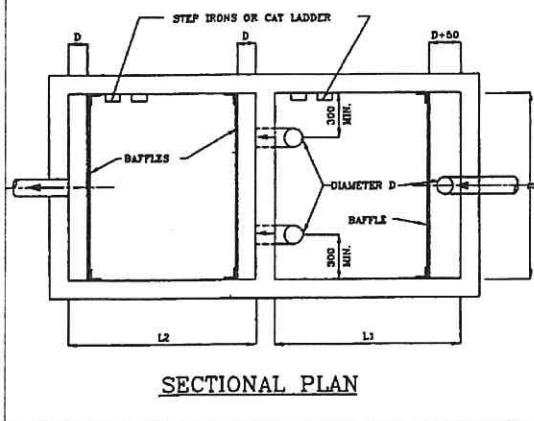 STEP IRONS OR CAT LADDER
D
D
D+50
300
MIN.
BAFFLES
DIAMETER D
BAFFLE
300
MIN.
L2
L1
SECTIONAL PLAN